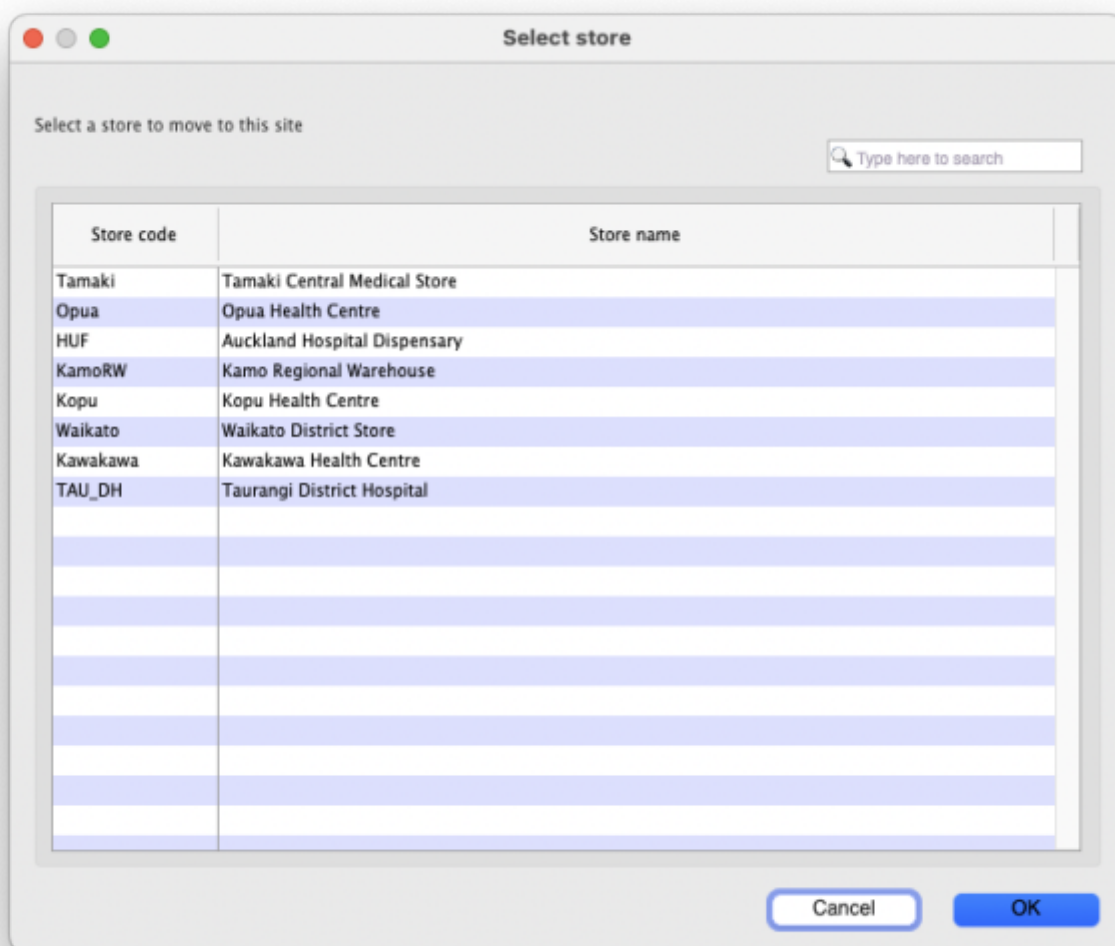 Select store
Select a store to move to this site
Type here to search
Store code Store name
Tamaki Tamaki Central Medical Store
Opua Opua Health Centre
HUF Auckland Hospital Dispensary
KamoRW Kamo Regional Warehouse
Kopu Kopu Health Centre
Waikato Waikato District Store
Kawakawa Kawakawa Health Centre
TAU_DH Taurangi District Hospital
Cancel OK